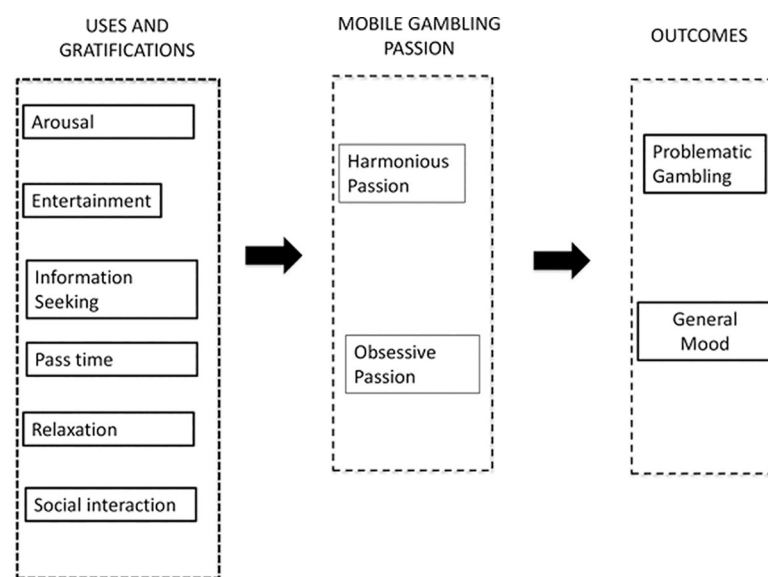 USES AND
GRATIFICATIONS
Arousal
Entertainment
Information
Seeking
Pass time
Relaxation
Social interaction
MOBILE GAMBLING
PASSION
Harmonious
Passion
Obsessive
Passion
OUTCOMES
Problematic
Gambling
General
Mood